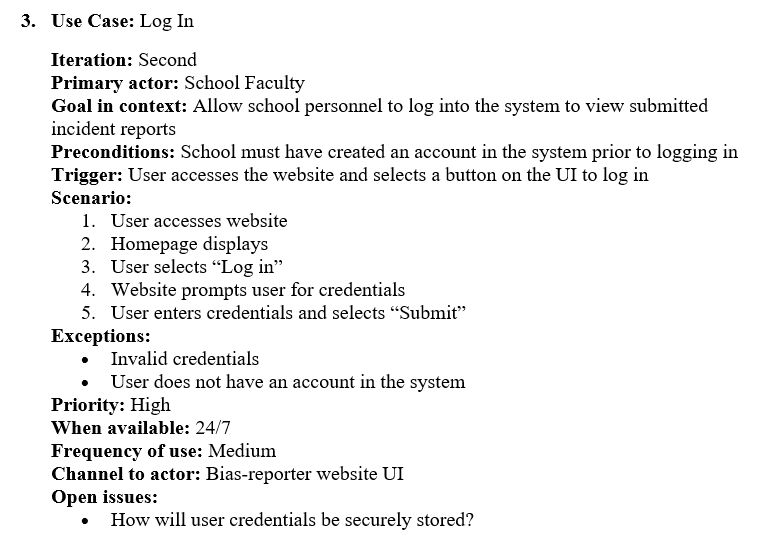 3. Use Case: Log In
Iteration: Second
Primary actor: School Faculty
Goal in context: Allow school personnel to log into the system to view submitted
incident reports
Preconditions: School must have created an account in the system prior to logging in
Trigger: User accesses the website and selects a button on the UI to log in
Scenario:
1. User accesses website
2. Homepage displays
3. User selects “Log in”
4. Website prompts user for credentials
5. User enters credentials and selects “Submit”
Exceptions:
• Invalid credentials
• User does not have an account in the system
Priority: High
When available: 24/7
Frequency of use: Medium
Channel to actor: Bias-reporter website UI
Open issues:
• How will user credentials be securely stored?